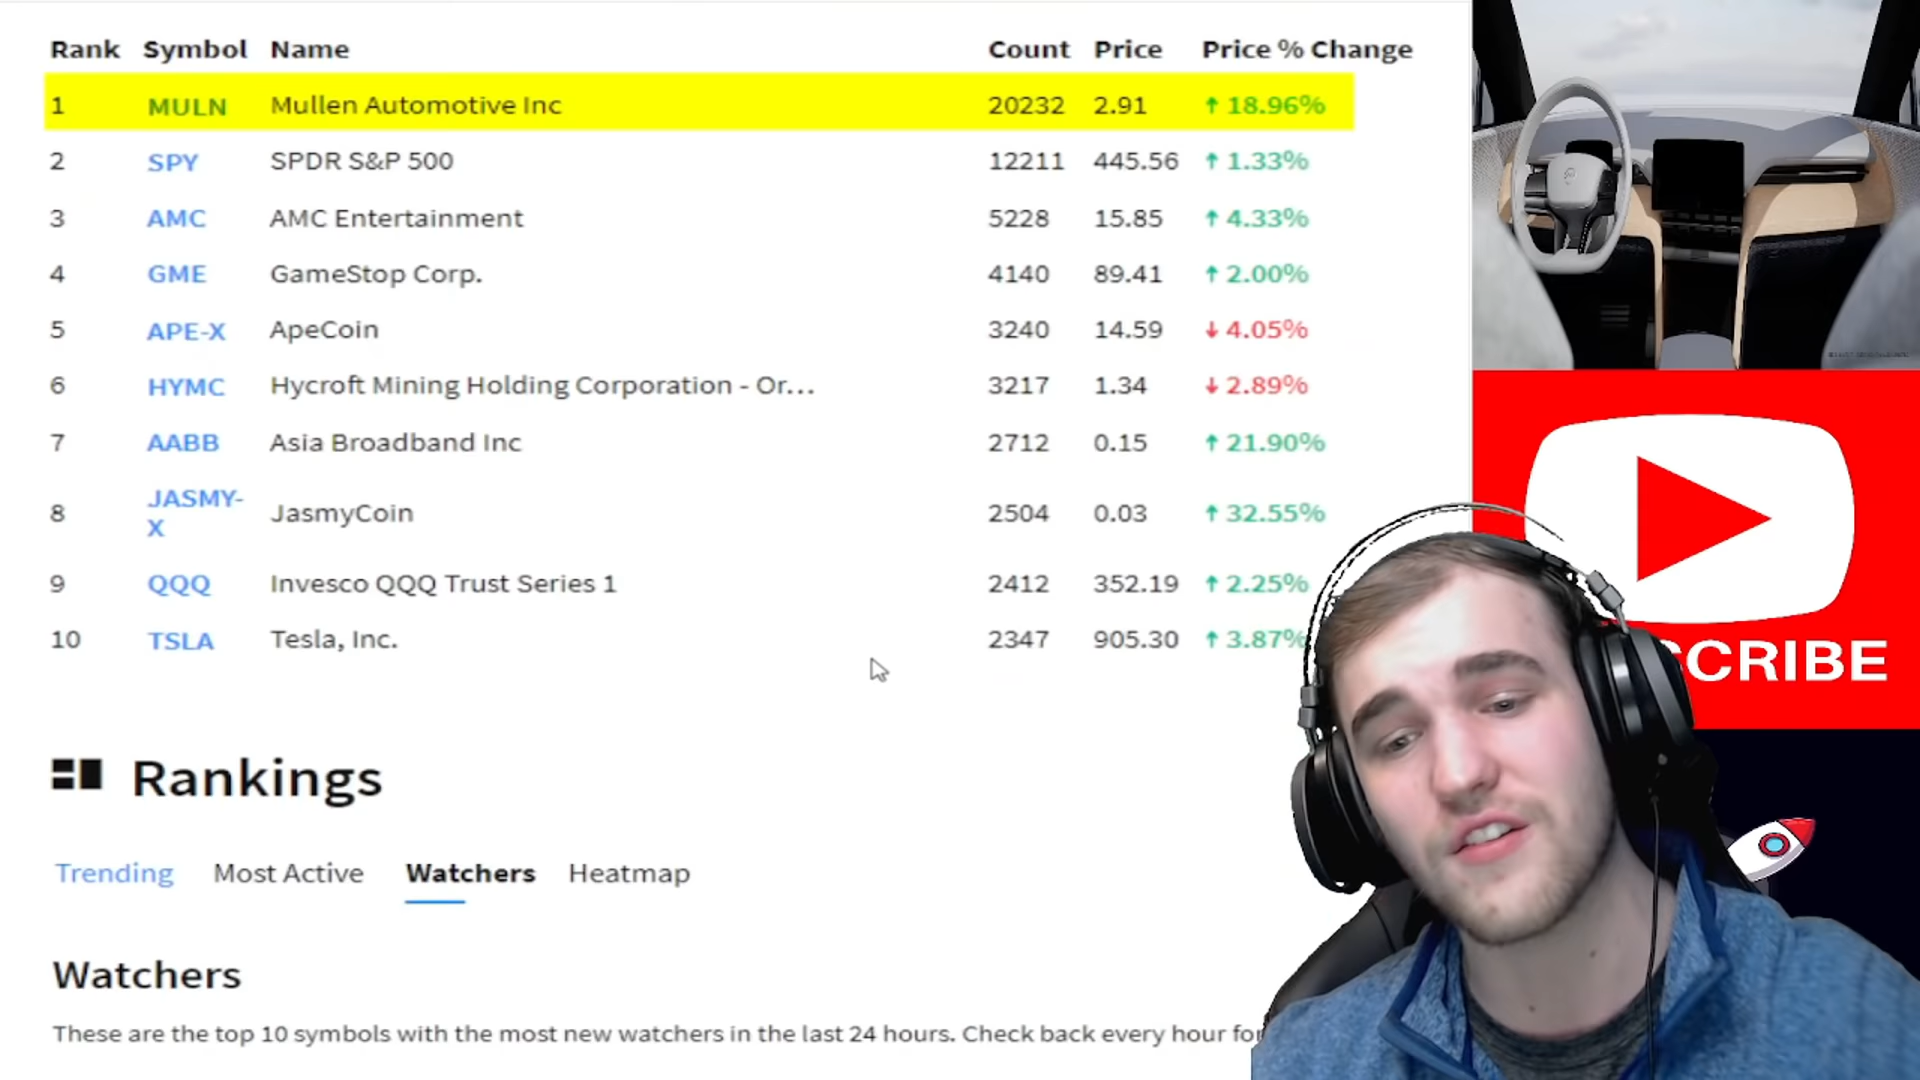 Rank Symbol Name Count Price Price % Change
1 MULN Mullen Automotive Inc 20232 2.91 ↑ 18.96%
2 SPY SPDR S&P 500 12211 445.56 ↑ 1.33%
3 AMC AMC Entertainment 5228 15.85 ↑ 4.33%
4 GME GameStop Corp. 4140 89.41 ↑ 2.00%
5 APE-X ApeCoin 3240 14.59 ↓ 4.05%
6 HYMC Hycroft Mining Holding Corporation - Or... 3217 1.34 ↓ 2.89%
7 AABB Asia Broadband Inc 2712 0.15 ↑ 21.90%
8 JASMY-X JasmyCoin 2504 0.03 ↑ 32.55%
9 QQQ Invesco QQQ Trust Series 1 2412 352.19 ↑ 2.25%
10 TSLA Tesla, Inc. 2347 905.30 ↑ 3.87%
CRIBE
Rankings
Trending Most Active Watchers Heatmap
Watchers
These are the top 10 symbols with the most new watchers in the last 24 hours. Check back every hour for